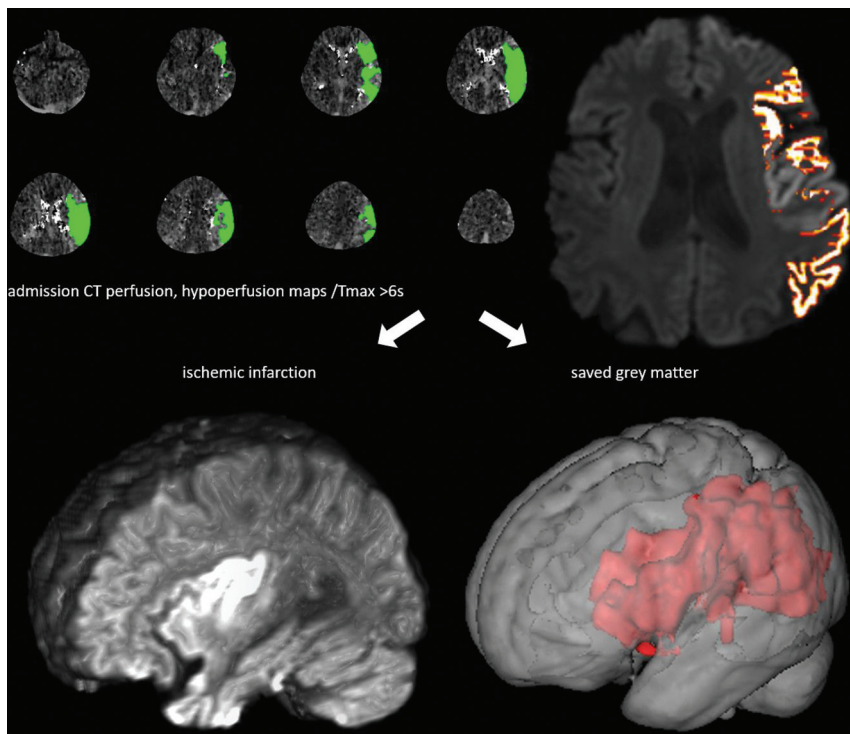 admission CT perfusion, hypoperfusion maps /Tmax >6s
ischemic infarction
saved grey matter